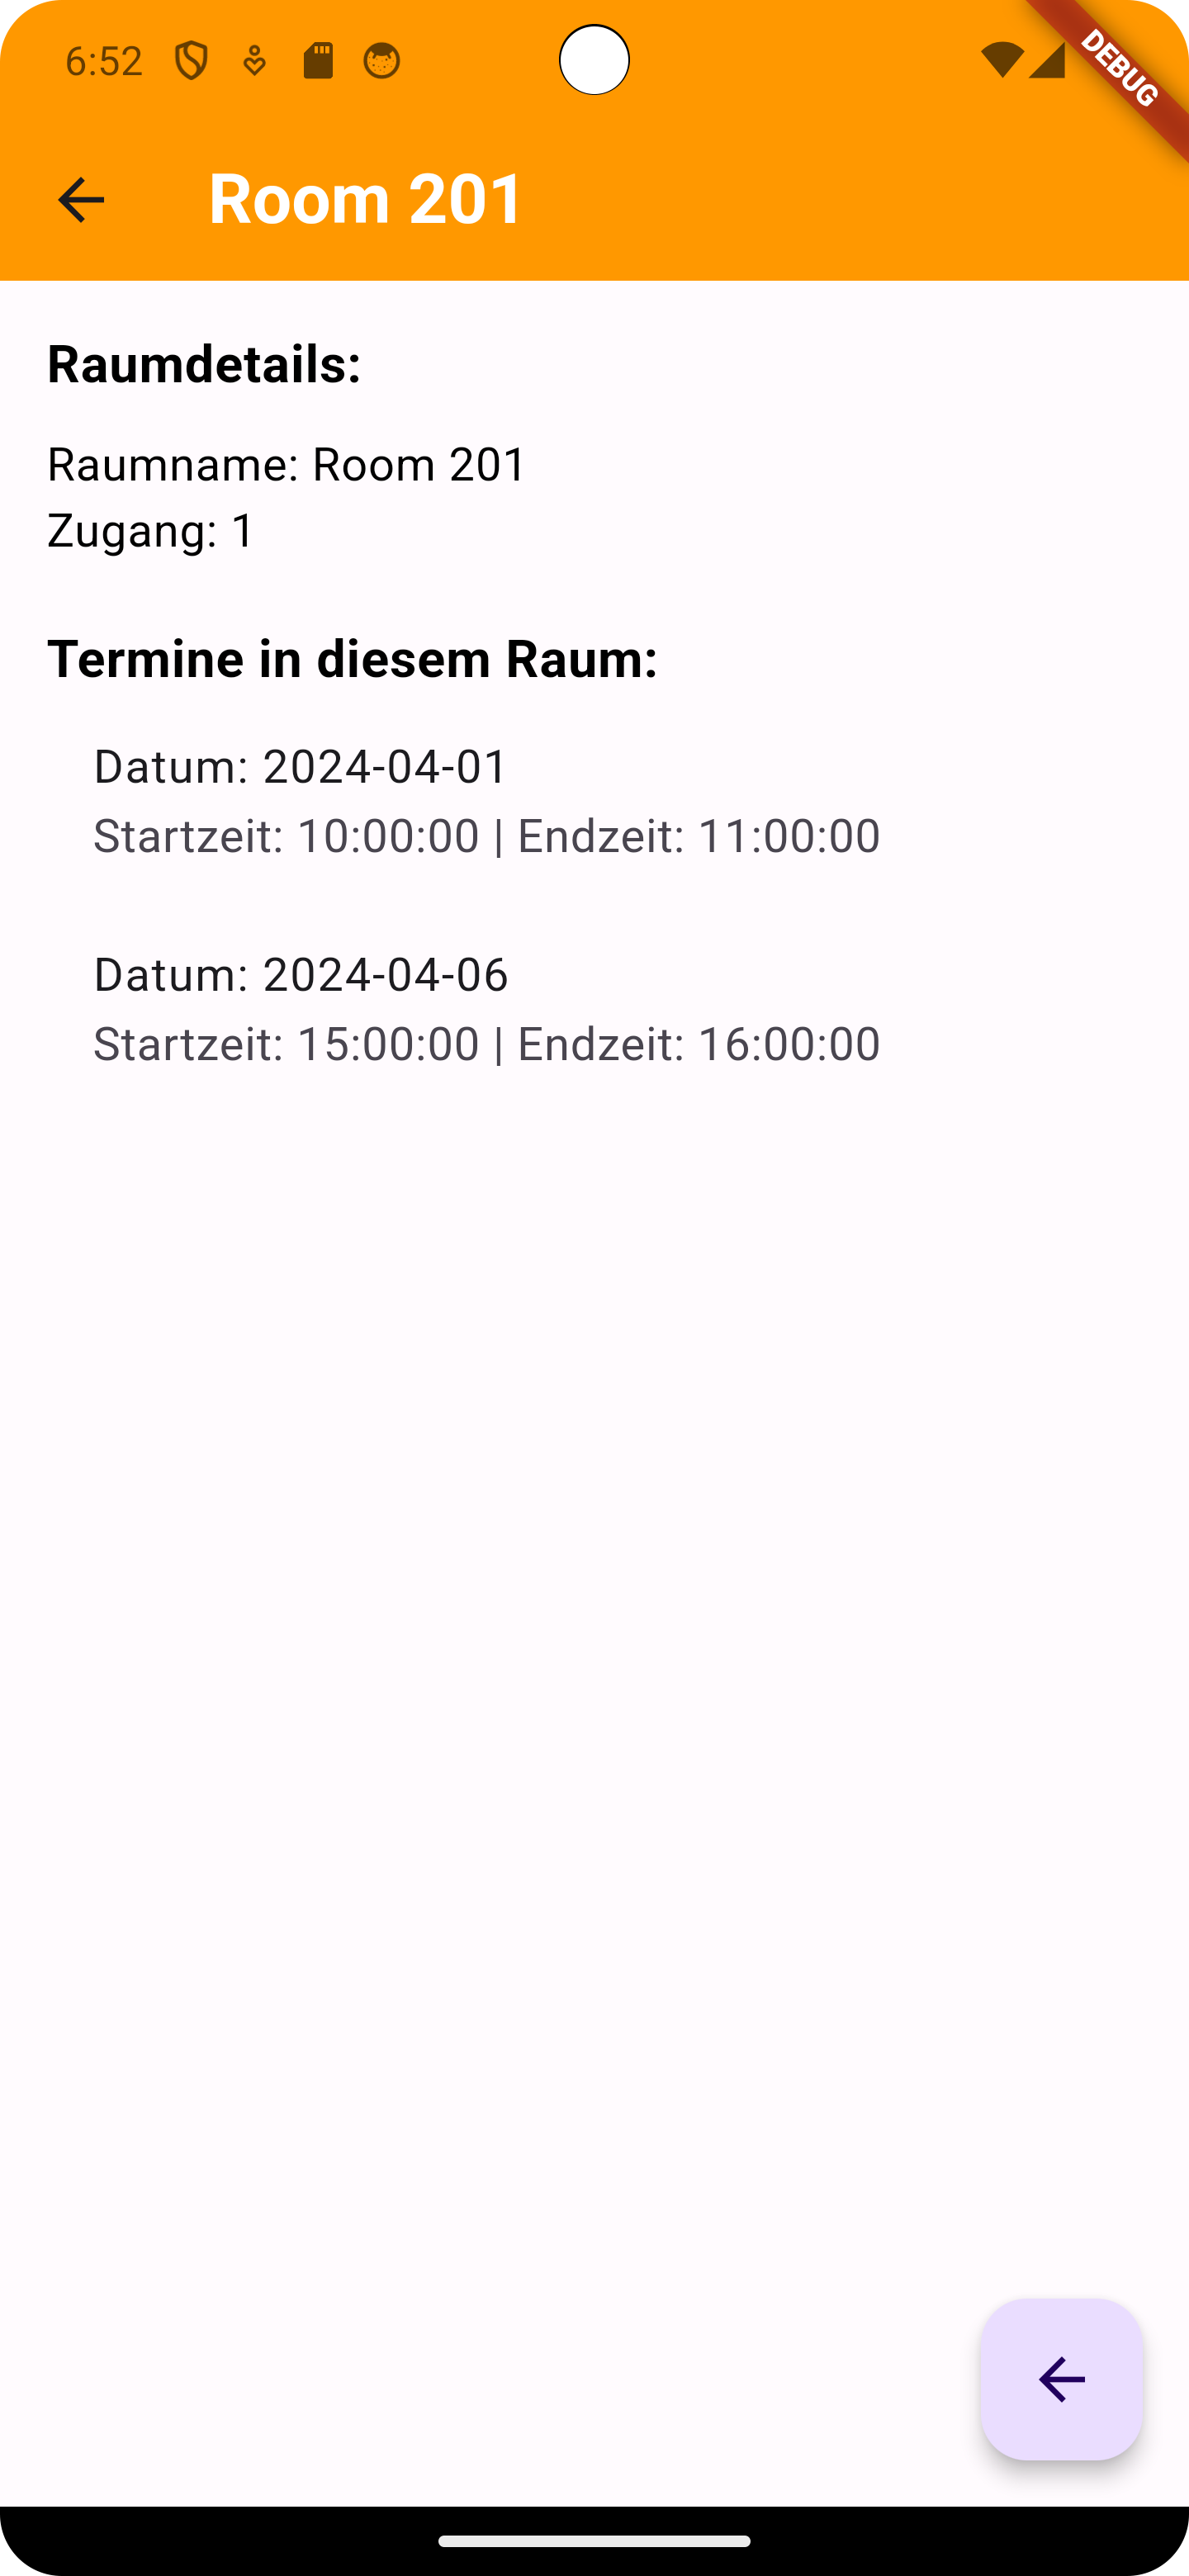 6:52
DEBUG
Room 201
Raumdetails:
Raumname: Room 201
Zugang: 1
Termine in diesem Raum:
Datum: 2024-04-01
Startzeit: 10:00:00 | Endzeit: 11:00:00
Datum: 2024-04-06
Startzeit: 15:00:00 | Endzeit: 16:00:00